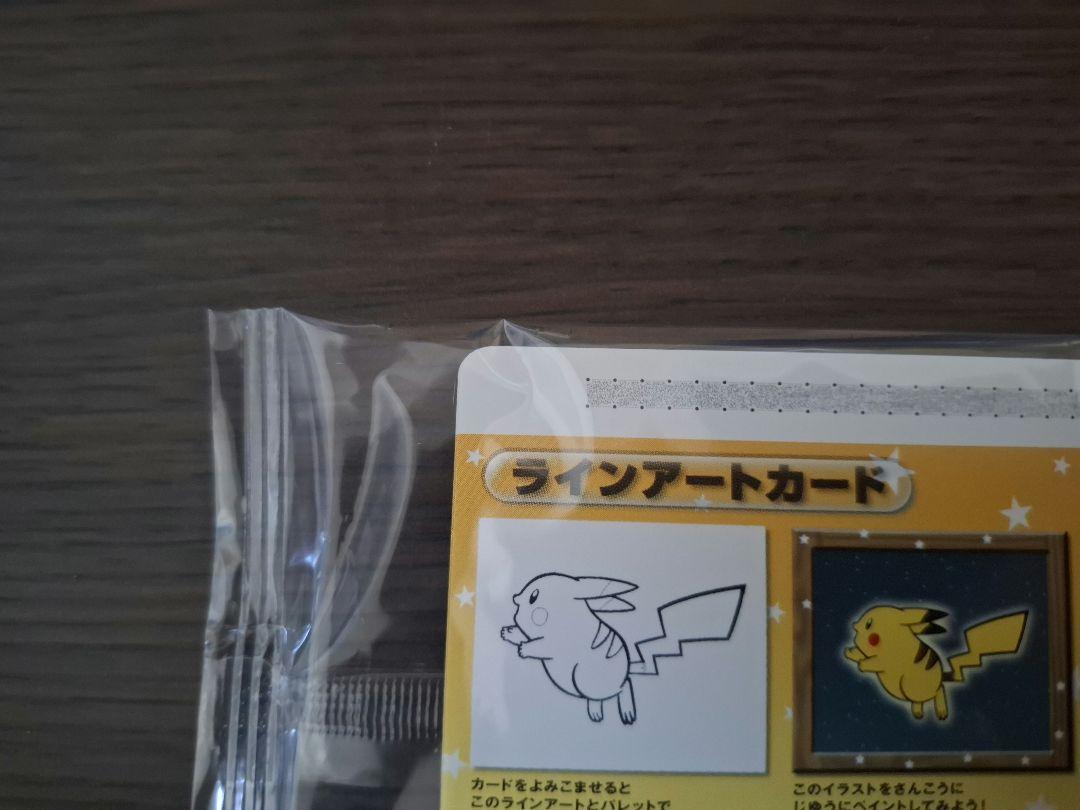 ラインアートカード
カードをよみこませると
このラインアートとパレットで
このイラストをさんこうに
じゆうにペイントしてみよう!